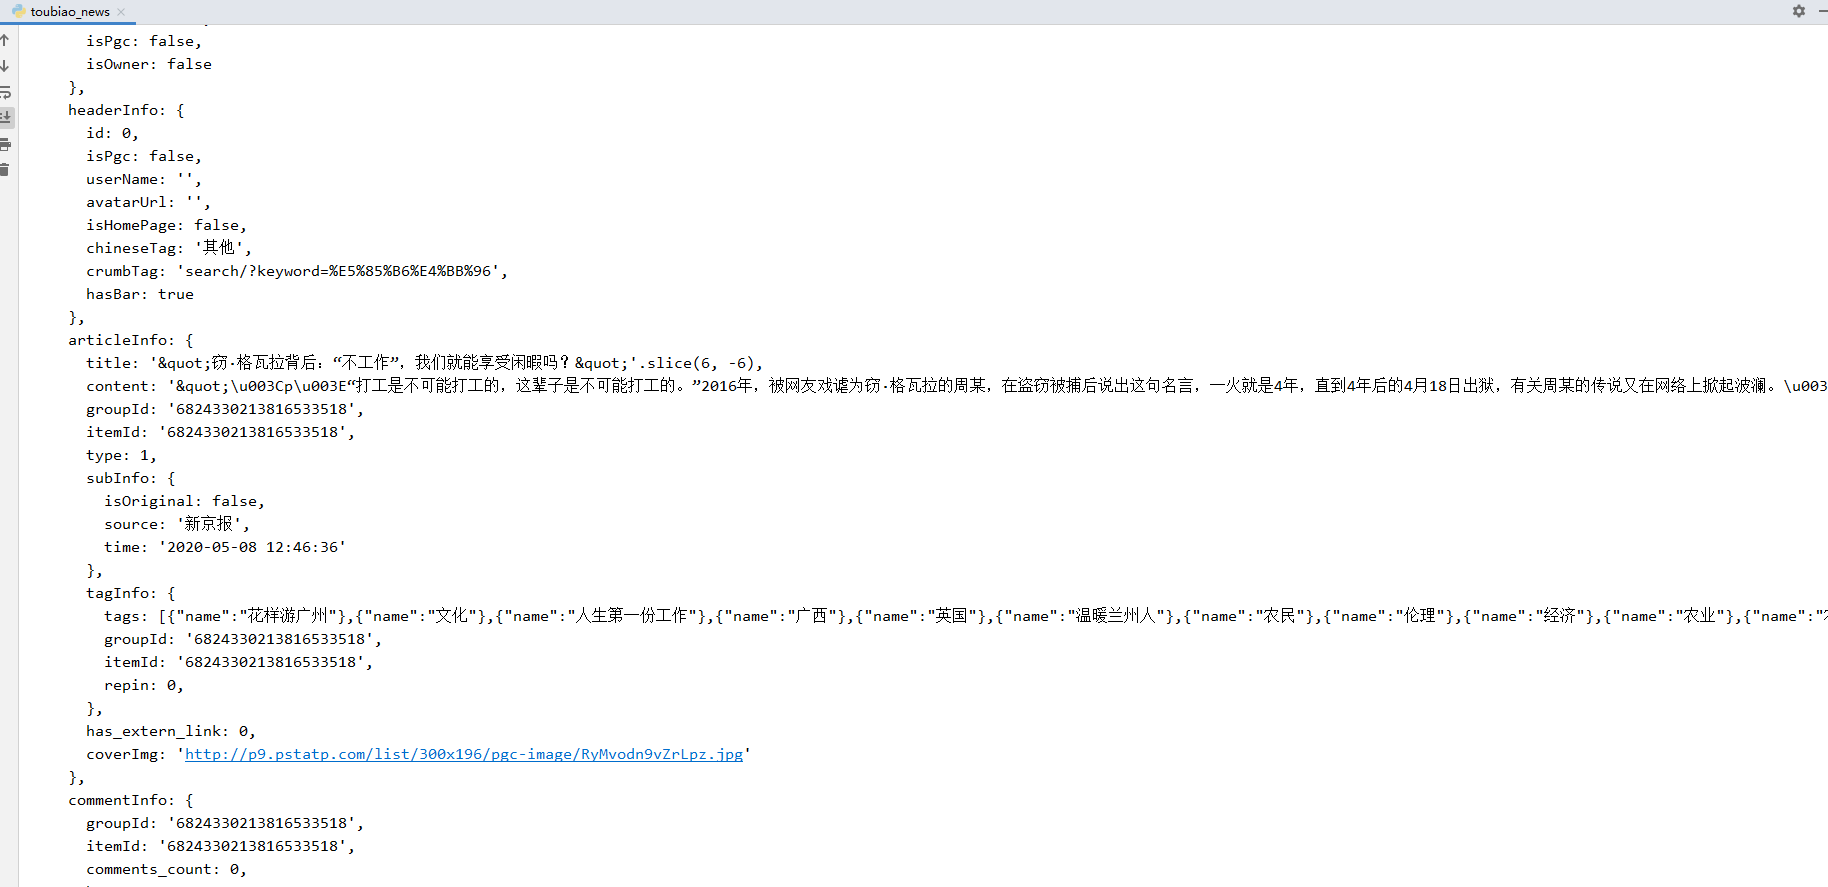 toubiao_news
isPgc: false,
isOwner: false
},
headerInfo: {
id: 0,
isPgc: false,
userName: '',
avatarUrl: '',
isHomePage: false,
chineseTag: '其他',
crumbTag: 'search/?keyword=%E5%85%B6%E4%BB%96',
hasBar: true
},
articleInfo: {
title: '&quot;窃·格瓦拉背后：“不工作”，我们就能享受闲暇吗？&quot;'.slice(6, -6),
content: '&quot;\u003Cp\u003E“打工是不可能打工的，这辈子是不可能打工的。”2016年，被网友戏谑为窃·格瓦拉的周某，在盗窃被捕后说出这句名言，一火就是4年，直到4年后的4月18日出狱，有关周某的传说又在网络上掀起波澜。\u003
groupId: '6824330213816533518',
itemId: '6824330213816533518',
type: 1,
subInfo: {
isOriginal: false,
source: '新京报',
time: '2020-05-08 12:46:36'
},
tagInfo: {
tags: [{"name":"花样游广州"},{"name":"文化"},{"name":"人生第一份工作"},{"name":"广西"},{"name":"英国"},{"name":"温暖兰州人"},{"name":"农民"},{"name":"伦理"},{"name":"经济"},{"name":"农业"},{"name":"
groupId: '6824330213816533518',
itemId: '6824330213816533518',
repin: 0,
},
has_extern_link: 0,
coverImg: 'http://p9.pstatp.com/list/300x196/pgc-image/RyMvodn9vZrLpz.jpg'
},
commentInfo: {
groupId: '6824330213816533518',
itemId: '6824330213816533518',
comments_count: 0,